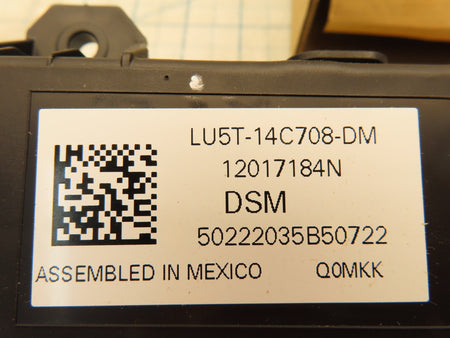 LU5T-14C708-DM
12017184N
DSM
50222035B50722
ASSEMBLED IN MEXICO Q0MKK